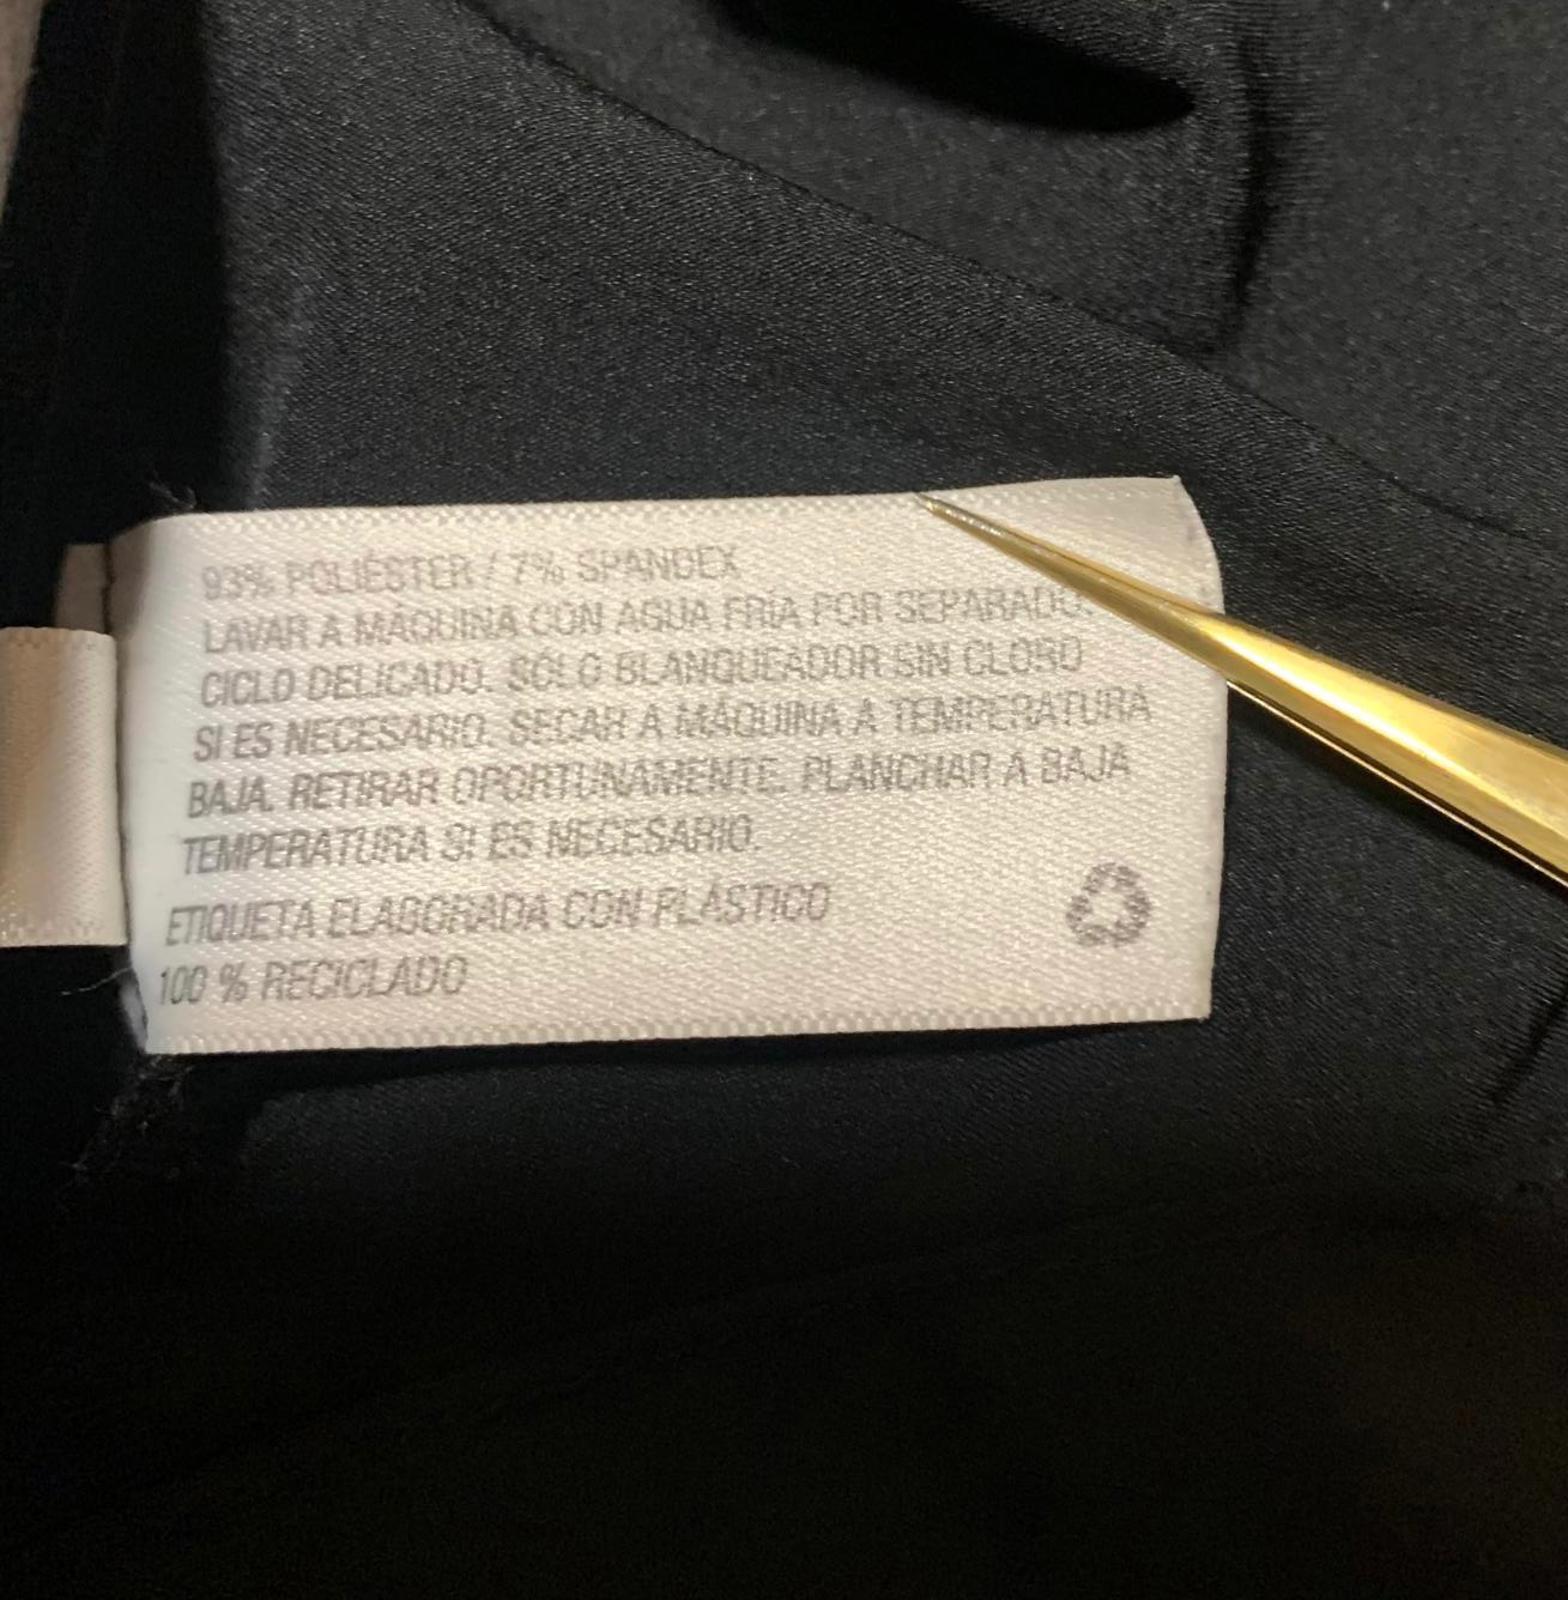 93% POLIÉSTER / 7% SPANDEX
LAVAR A MÁQUINA CON AGUA FRÍA POR SEPARADO.
CICLO DELICADO. SÓLO BLANQUEADOR SIN CLORO
SI ES NECESARIO. SECAR A MÁQUINA A TEMPERATURA
BAJA. RETIRAR OPORTUNAMENTE. PLANCHAR A BAJA
TEMPERATURA SI ES NECESARIO.
ETIQUETA ELABORADA CON PLÁSTICO
100 % RECICLADO